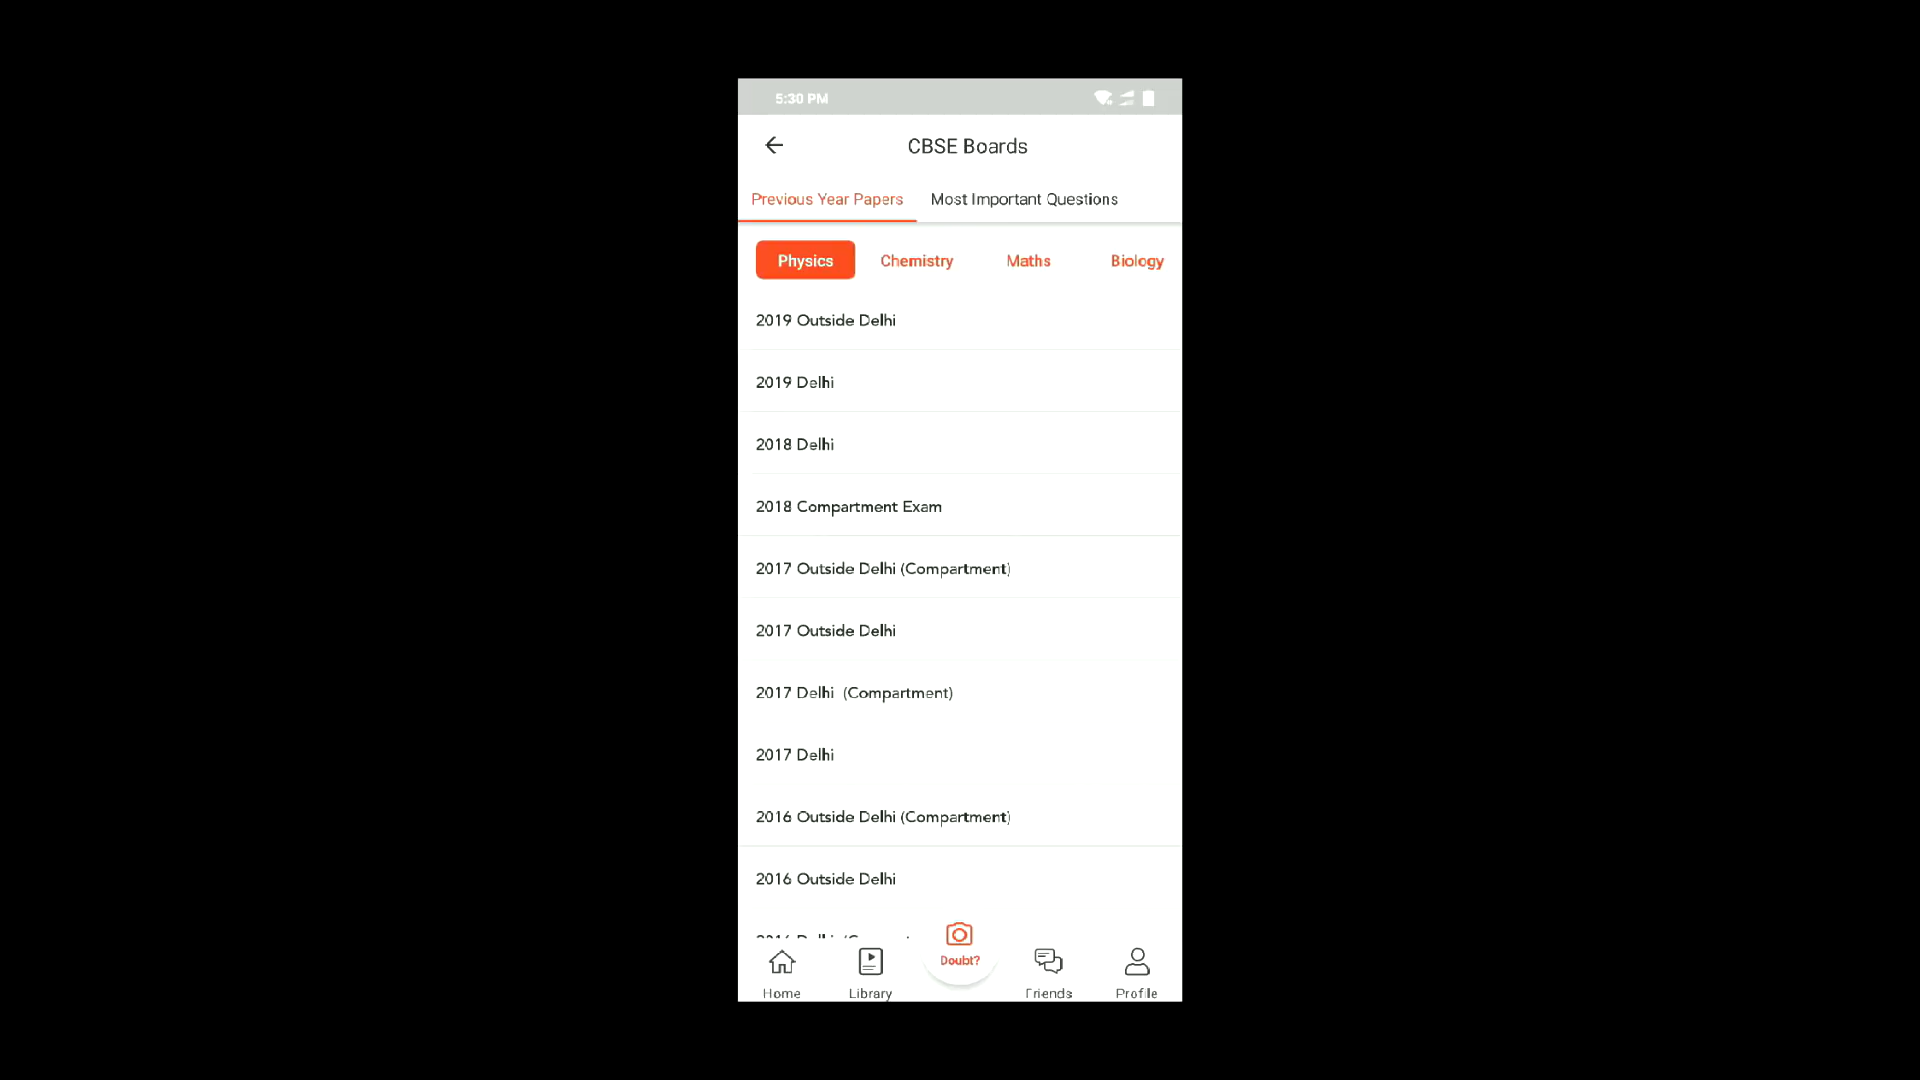 5:30 PM
CBSE Boards
Previous Year Papers Most Important Questions
Physics Chemistry Maths Biology
2019 Outside Delhi
2019 Delhi
2018 Delhi
2018 Compartment Exam
2017 Outside Delhi (Compartment)
2017 Outside Delhi
2017 Delhi (Compartment)
2017 Delhi
2016 Outside Delhi (Compartment)
2016 Outside Delhi
Doubt?
Home Library Friends Profile